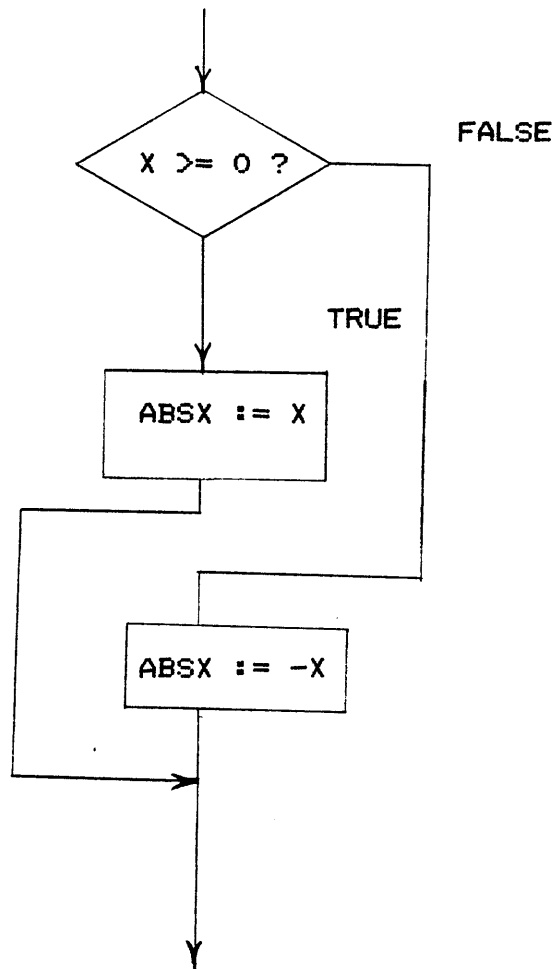 FALSE
X >= 0 ?
TRUE
ABSX := X
ABSX := -X